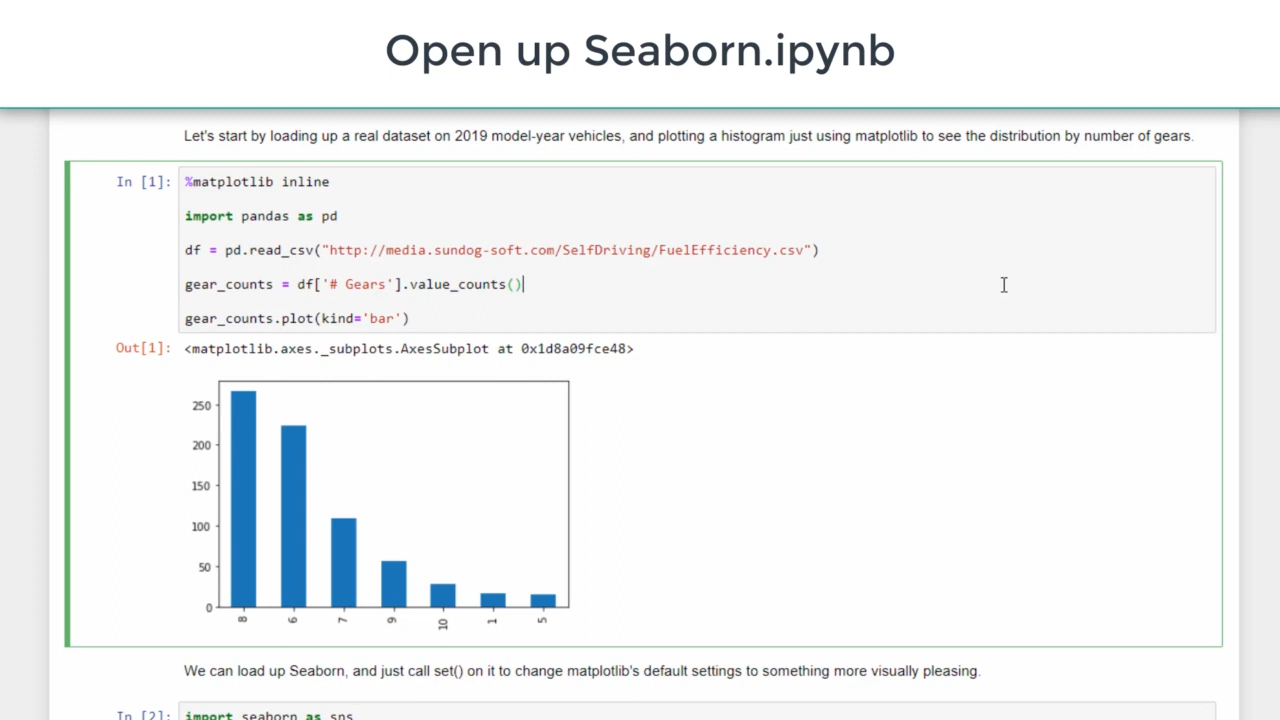 Open up Seaborn.ipynb
Let's start by loading up a real dataset on 2019 model-year vehicles, and plotting a histogram just using matplotlib to see the distribution by number of gears.
In [1]: %matplotlib inline
import pandas as pd
df = pd.read_csv("http://media.sundog-soft.com/SelfDriving/FuelEfficiency.csv")
gear_counts = df['# Gears'].value_counts()
gear_counts.plot(kind='bar')
Out[1]: <matplotlib.axes._subplots.AxesSubplot at 0x1d8a09fce48>
250
200
150
100
50
0
8 6 7 9 10 1 5
We can load up Seaborn, and just call set() on it to change matplotlib's default settings to something more visually pleasing.
In [2]: import seaborn as sns